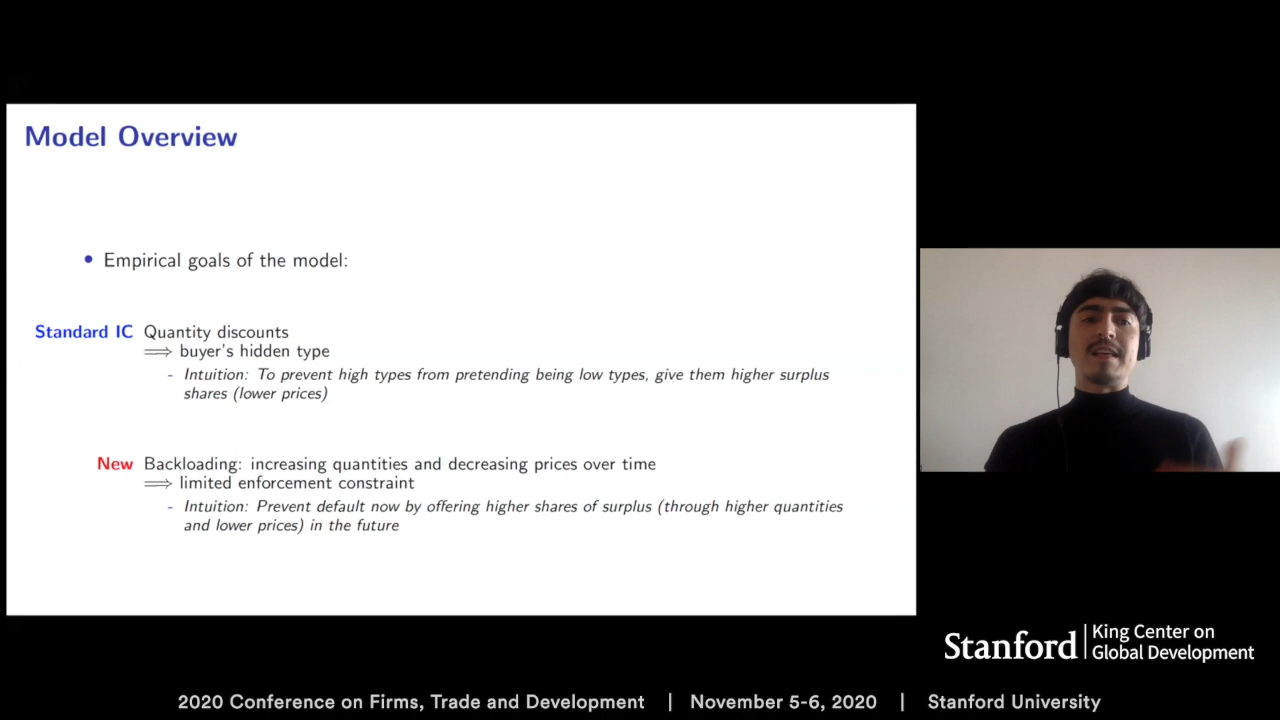 Model Overview
• Empirical goals of the model:
Standard IC Quantity discounts
⟹ buyer's hidden type
- Intuition: To prevent high types from pretending being low types, give them higher surplus
shares (lower prices)
New Backloading: increasing quantities and decreasing prices over time
⟹ limited enforcement constraint
- Intuition: Prevent default now by offering higher shares of surplus (through higher quantities
and lower prices) in the future
Stanford | King Center on
Global Development
2020 Conference on Firms, Trade and Development | November 5-6, 2020 | Stanford University